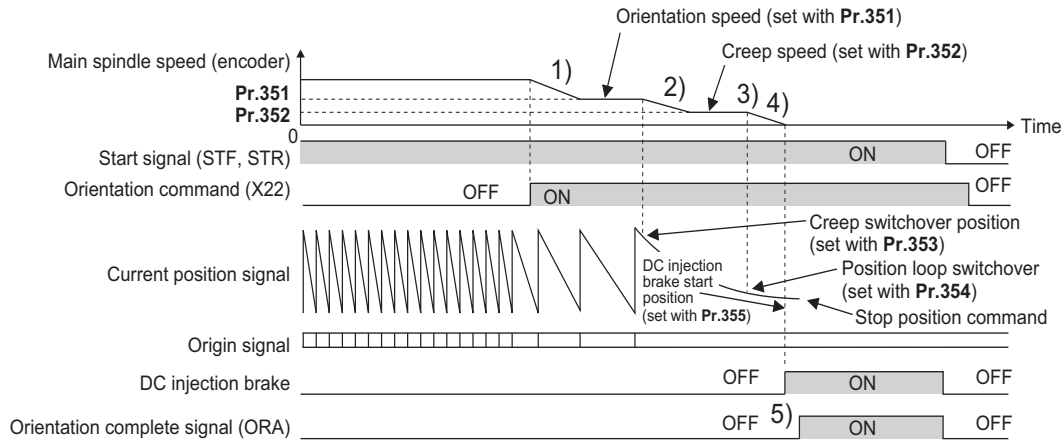 Orientation speed (set with Pr.351)
Creep speed (set with Pr.352)
Main spindle speed (encoder)
1)
2)
3)
4)
Pr.351
Pr.352
0
Time
Start signal (STF, STR)
ON
OFF
Orientation command (X22)
OFF
ON
OFF
Creep switchover position
(set with Pr.353)
Current position signal
DC injection
brake start
position
(set with Pr.355)
Position loop switchover
(set with Pr.354)
Stop position command
Origin signal
DC injection brake
OFF
ON
OFF
Orientation complete signal (ORA)
OFF
5)
ON
OFF